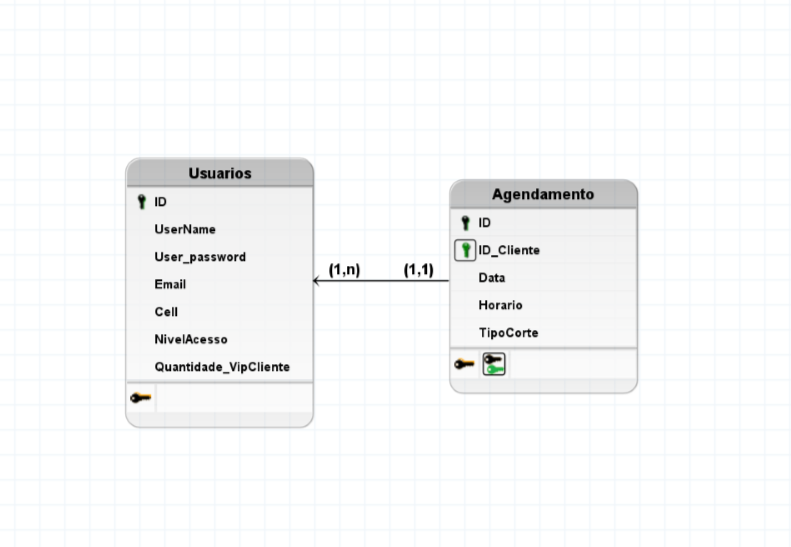 Usuarios
ID
UserName
User_password
Email
Cell
NivelAcesso
Quantidade_VipCliente
(1,n)
(1,1)
Agendamento
ID
ID_Cliente
Data
Horario
TipoCorte